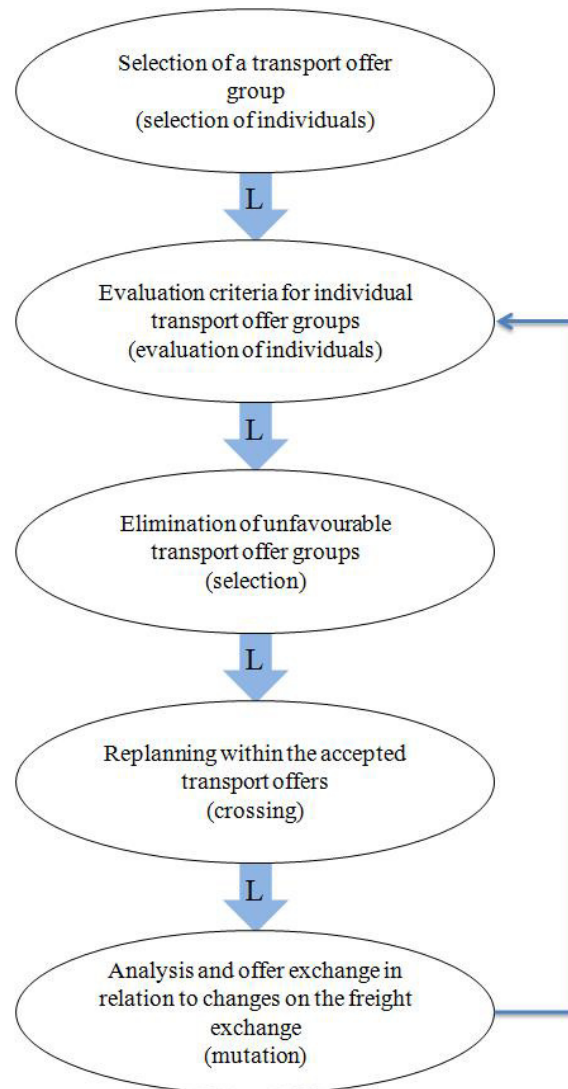 Selection of a transport offer
group
(selection of individuals)
L
Evaluation criteria for individual
transport offer groups
(evaluation of individuals)
L
Elimination of unfavourable
transport offer groups
(selection)
L
Replanning within the accepted
transport offers
(crossing)
L
Analysis and offer exchange in
relation to changes on the freight
exchange
(mutation)